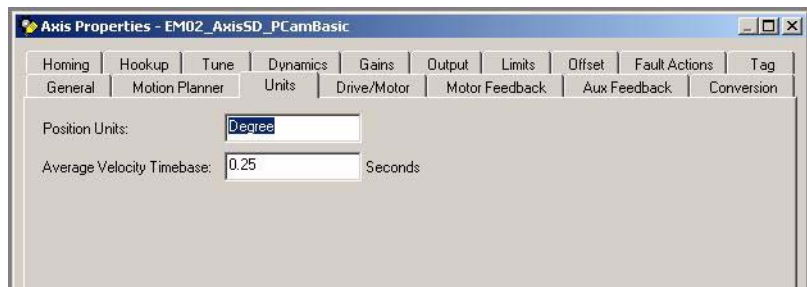 Axis Properties - EM02_AxisSD_PCamBasic
Homing Hookup Tune Dynamics Gains Output Limits Offset Fault Actions Tag
General Motion Planner Units Drive/Motor Motor Feedback Aux Feedback Conversion
Position Units: Degree
Average Velocity Timebase: 0.25 Seconds